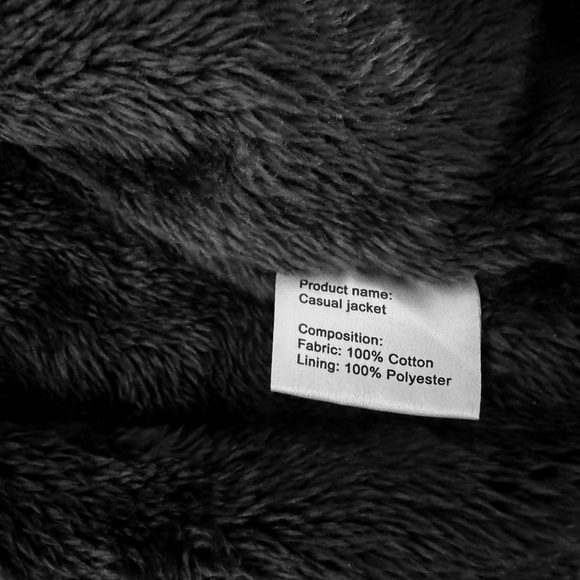 Product name:
Casual jacket
Composition:
Fabric: 100% Cotton
Lining: 100% Polyester